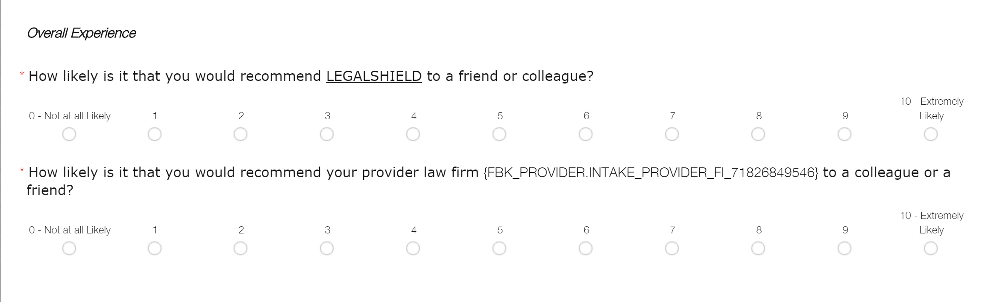 Overall Experience
* How likely is it that you would recommend LEGALSHIELD to a friend or colleague?
10 - Extremely
0 - Not at all Likely 1 2 3 4 5 6 7 8 9 Likely
* How likely is it that you would recommend your provider law firm {FBK_PROVIDER.INTAKE_PROVIDER_FI_71826849546} to a colleague or a
friend?
10 - Extremely
0 - Not at all Likely 1 2 3 4 5 6 7 8 9 Likely